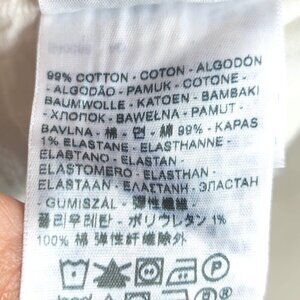 99% COTTON - COTON - ALGODÓN
- ALGODÃO - PAMUK - COTONE -
BAUMWOLLE - KATOEN - BAMBAKI
- ХЛОПОК - BAWEŁNA - PAMUT -
BAVLNA - 棉 - 면 - 綿 99% - KAPAS
1% ELASTANE - ELASTHANNE -
ELASTANO - ELASTAN -
ELASTOMERO - ELASTHAN -
ELASTAAN - ΕΛΑΣΤΑΝΗ - ЭЛАСТАН
- GUMISZÁL - 弹性纖維
폴리우레탄 - ポリウレタン 1%
100% 棉 弹性纤维除外